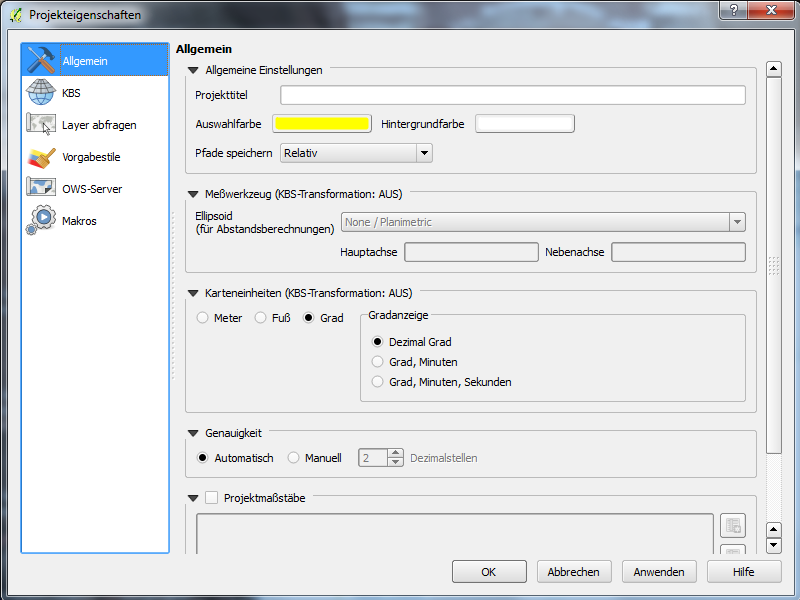 Projekteigenschaften
Allgemein
KBS
Layer abfragen
Vorgabestile
OWS-Server
Makros
Allgemein
Allgemeine Einstellungen
Projekttitel
Auswahlfarbe Hintergrundfarbe
Pfade speichern Relativ
Meßwerkzeug (KBS-Transformation: AUS)
Ellipsoid
(für Abstandsberechnungen) None / Planimetric
Hauptachse Nebenachse
Karteneinheiten (KBS-Transformation: AUS)
Meter Fuß Grad
Gradanzeige
Dezimal Grad
Grad, Minuten
Grad, Minuten, Sekunden
Genauigkeit
Automatisch Manuell 2 Dezimalstellen
Projektmaßstäbe
OK Abbrechen Anwenden Hilfe